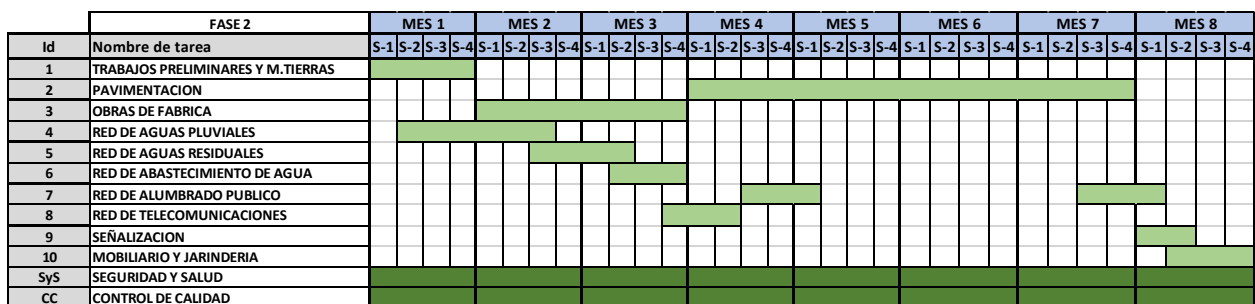 FASE 2 MES 1 MES 2 MES 3 MES 4 MES 5 MES 6 MES 7 MES 8
Id Nombre de tarea S-1 S-2 S-3 S-4 S-1 S-2 S-3 S-4 S-1 S-2 S-3 S-4 S-1 S-2 S-3 S-4 S-1 S-2 S-3 S-4 S-1 S-2 S-3 S-4 S-1 S-2 S-3 S-4 S-1 S-2 S-3 S-4
1 TRABAJOS PRELIMINARES Y M.TIERRAS
2 PAVIMENTACION
3 OBRAS DE FABRICA
4 RED DE AGUAS PLUVIALES
5 RED DE AGUAS RESIDUALES
6 RED DE ABASTECIMIENTO DE AGUA
7 RED DE ALUMBRADO PUBLICO
8 RED DE TELECOMUNICACIONES
9 SEÑALIZACION
10 MOBILIARIO Y JARINDERIA
SyS SEGURIDAD Y SALUD
CC CONTROL DE CALIDAD